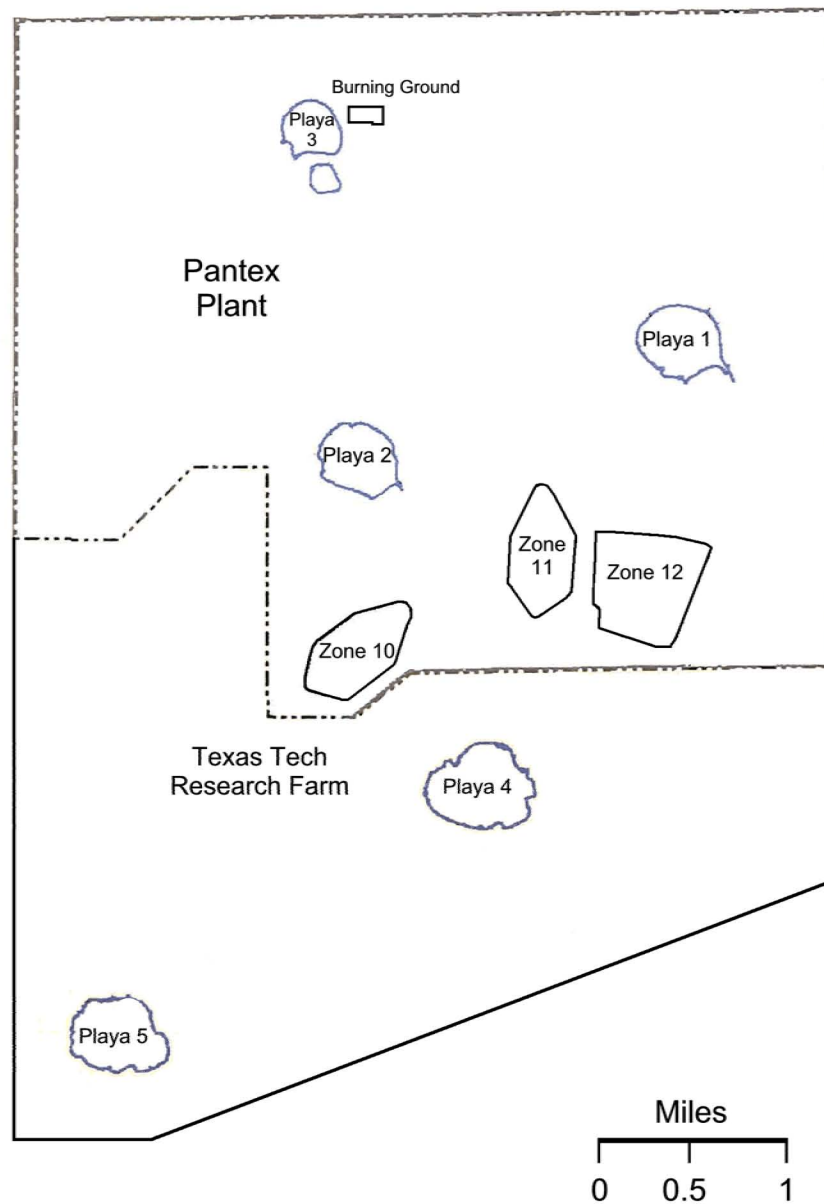 Burning Ground
Playa
3
Pantex
Plant
Playa 1
Playa 2
Zone
11
Zone 12
Zone 10
Texas Tech
Research Farm
Playa 4
Playa 5
Miles
0 0.5 1